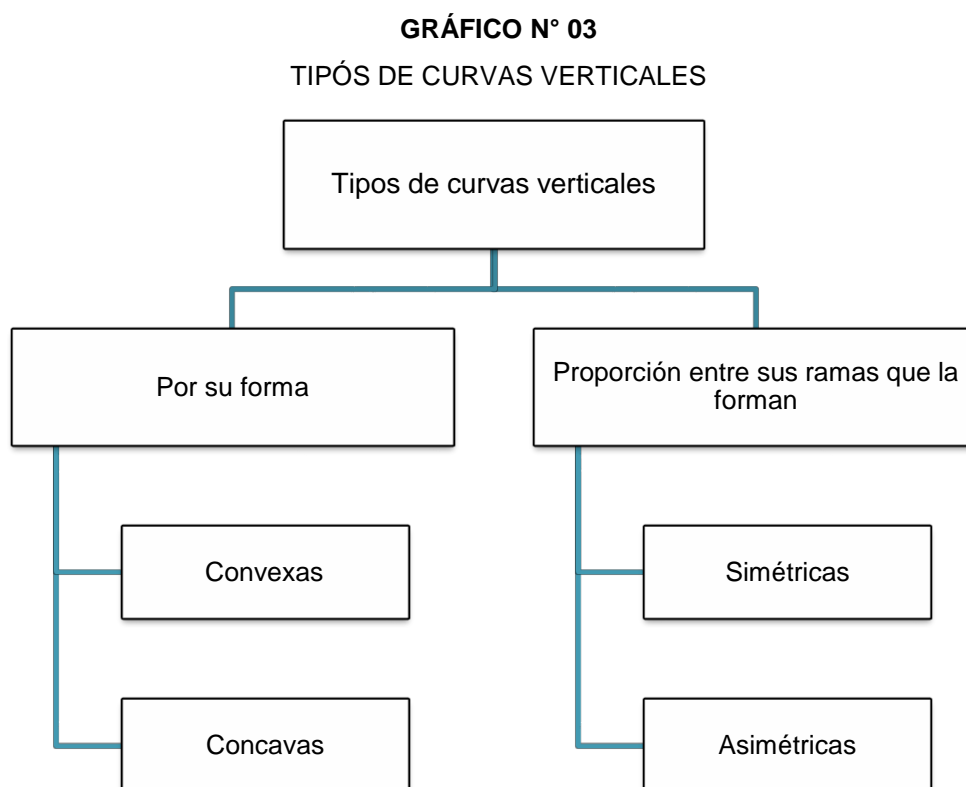 GRÁFICO N° 03
TIPÓS DE CURVAS VERTICALES
Tipos de curvas verticales
Por su forma
Proporción entre sus ramas que la
forman
Convexas
Simétricas
Concavas
Asimétricas